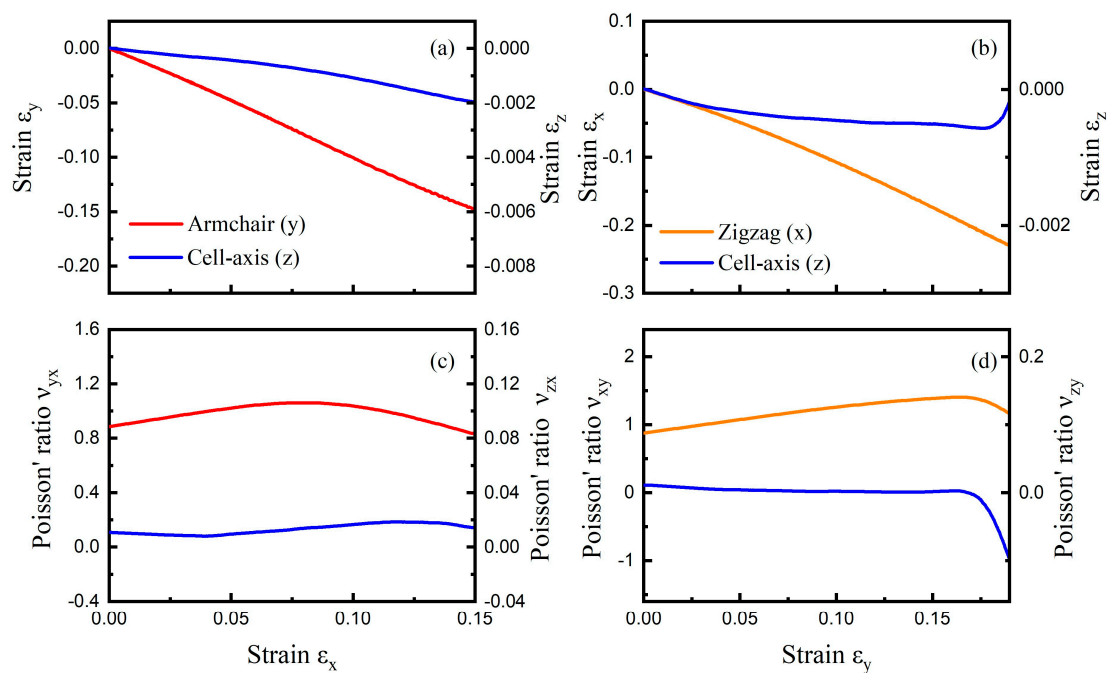 (a)
0.00
-0.05
-0.10
-0.15
-0.20
Strain εy
0.000
-0.002
-0.004
-0.006
-0.008
Strain εz
Armchair (y)
Cell-axis (z)
(b)
0.1
0.0
-0.1
-0.2
-0.3
Strain εx
0.000
-0.002
Strain εz
Zigzag (x)
Cell-axis (z)
(c)
1.6
1.2
0.8
0.4
0.0
-0.4
Poisson' ratio νyx
0.16
0.12
0.08
0.04
0.00
-0.04
Poisson' ratio νzx
0.00
0.05
0.10
0.15
Strain εx
(d)
2
1
0
-1
Poisson' ratio νxy
0.2
0.0
Poisson' ratio νzy
0.00
0.05
0.10
0.15
Strain εy